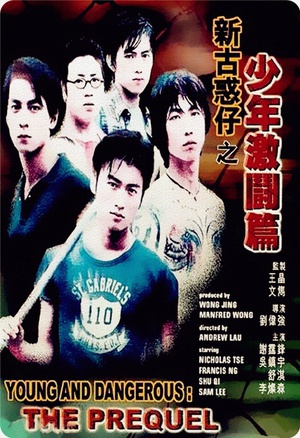 新古惑仔之
少年激鬪篇
ST. GABRIEL'S
110
produced by
WONG JING
MANFRED WONG
directed by
ANDREW LAU
starring
NICHOLAS TSE
FRANCIS NG
SHU QI
SAM LEE
監製
王晶
文雋
導演
劉偉強
主演
謝霆鋒
吳鎮宇
舒淇
李燦森
YOUNG AND DANGEROUS:
THE PREQUEL